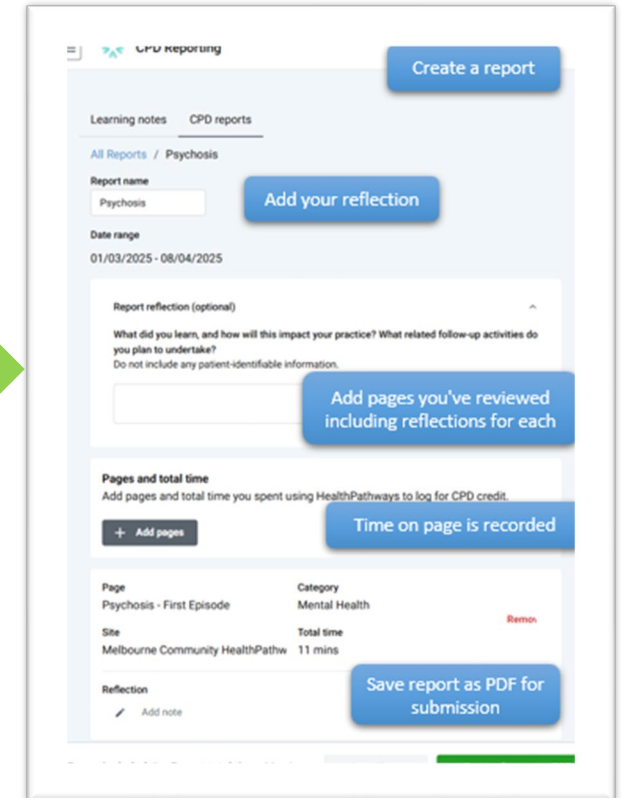 CPD Reporting
Create a report
Learning notes CPD reports
All Reports / Psychosis
Report name
Psychosis
Add your reflection
Date range
01/03/2025 - 08/04/2025
Report reflection (optional)
What did you learn, and how will this impact your practice? What related follow-up activities do
you plan to undertake?
Do not include any patient-identifiable information.
Add pages you've reviewed
including reflections for each
Pages and total time
Add pages and total time you spent using HealthPathways to log for CPD credit.
+ Add pages
Time on page is recorded
Page Category
Psychosis - First Episode Mental Health
Remov
Site Total time
Melbourne Community HealthPathw 11 mins
Save report as PDF for
submission
Reflection
Add note